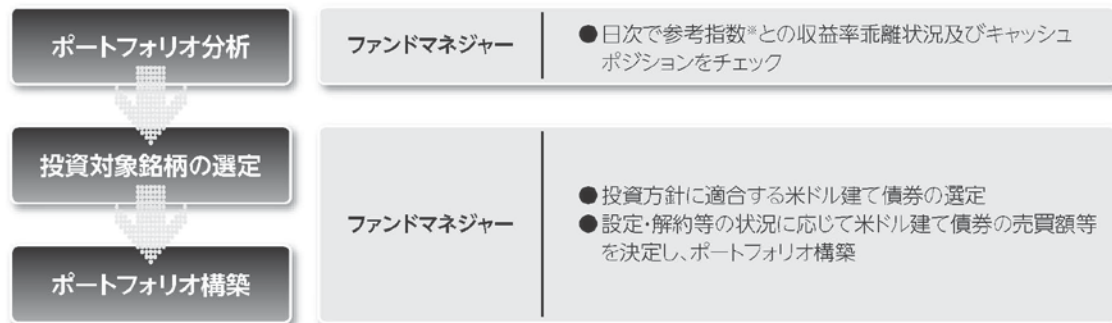 ポートフォリオ分析
ファンドマネジャー
●日次で参考指数※との収益率乖離状況及びキャッシュ
ポジションをチェック
投資対象銘柄の選定
ポートフォリオ構築
ファンドマネジャー
●投資方針に適合する米ドル建て債券の選定
●設定・解約等の状況に応じて米ドル建て債券の売買額等
を決定し、ポートフォリオ構築